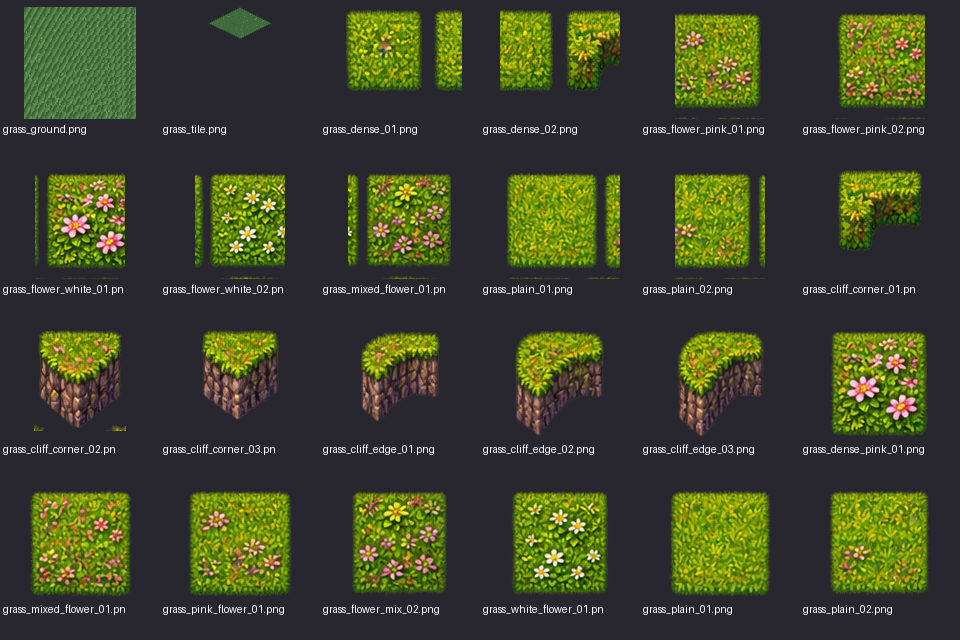 grass_ground.png
grass_tile.png
grass_dense_01.png
grass_dense_02.png
grass_flower_pink_01.png
grass_flower_pink_02.png
grass_flower_white_01.pn
grass_flower_white_02.pn
grass_mixed_flower_01.pn
grass_plain_01.png
grass_plain_02.png
grass_cliff_corner_01.pn
grass_cliff_corner_02.pn
grass_cliff_corner_03.pn
grass_cliff_edge_01.png
grass_cliff_edge_02.png
grass_cliff_edge_03.png
grass_dense_pink_01.png
grass_mixed_flower_01.pn
grass_pink_flower_01.png
grass_flower_mix_02.png
grass_white_flower_01.pn
grass_plain_01.png
grass_plain_02.png